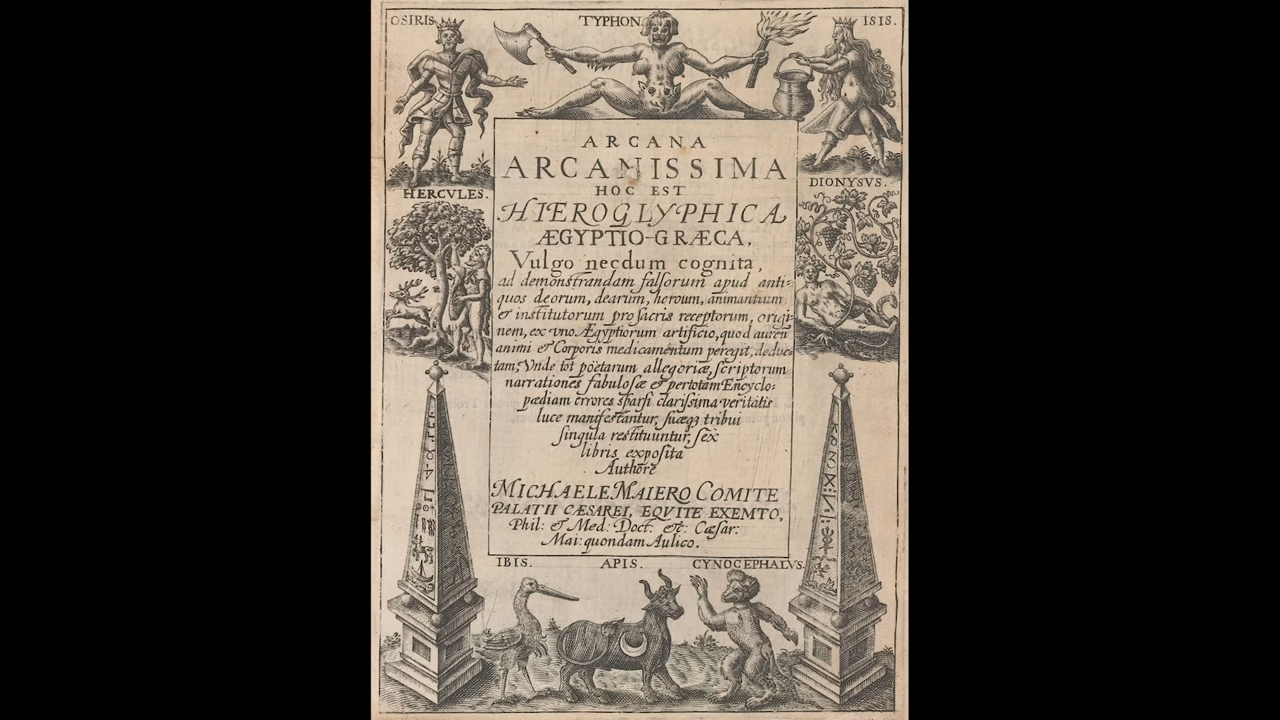 OSIRIS.
TYPHON.
ISIS.
HERCVLES.
DIONYSVS.
ARCANA
ARCANISSIMA
HOC EST
HIEROGLYPHICA
ÆGYPTIO-GRÆCA,
Vulgo necdum cognita,
ad demonstrandam falsorum apud anti=
quos deorum, dearum, heroum, animantium
& institutorum pro sacris receptorum, origi
nem, ex vno Ægyptiorum artificio, quod aureū
animi & Corporis medicamentum peregit, deduc=
tam, Vnde tot pöetarum allegoriæ, scriptorum
narrationes fabulosæ & per totam Encyclo=
pædiam errores sparsi clarissima veritatis
luce manifestantur, suæq; tribui
singula restituuntur, sex
libris exposita
Authore
MICHAELE MAIERO COMITE
PALATII CÆSAREI, EQVITE EXEMTO,
Phil: & Med: Doct: &c: Cæsar:
Mai: quondam Aulico.
IBIS.
APIS.
CYNOCEPHALVS.